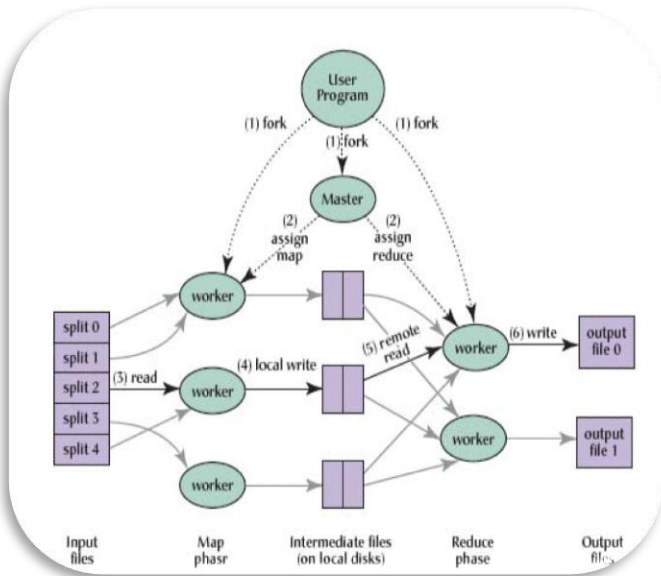 User
Program
(1) fork
(1) fork
(1) fork
Master
(2)
assign
map
(2)
assign
reduce
worker
split 0
split 1
split 2
split 3
split 4
(3) read
worker
(4) local write
(5) remote
read
worker
(6) write
output
file 0
worker
output
file 1
worker
Input
files
Map
phasr
Intermediate files
(on local disks)
Reduce
phase
Output
files